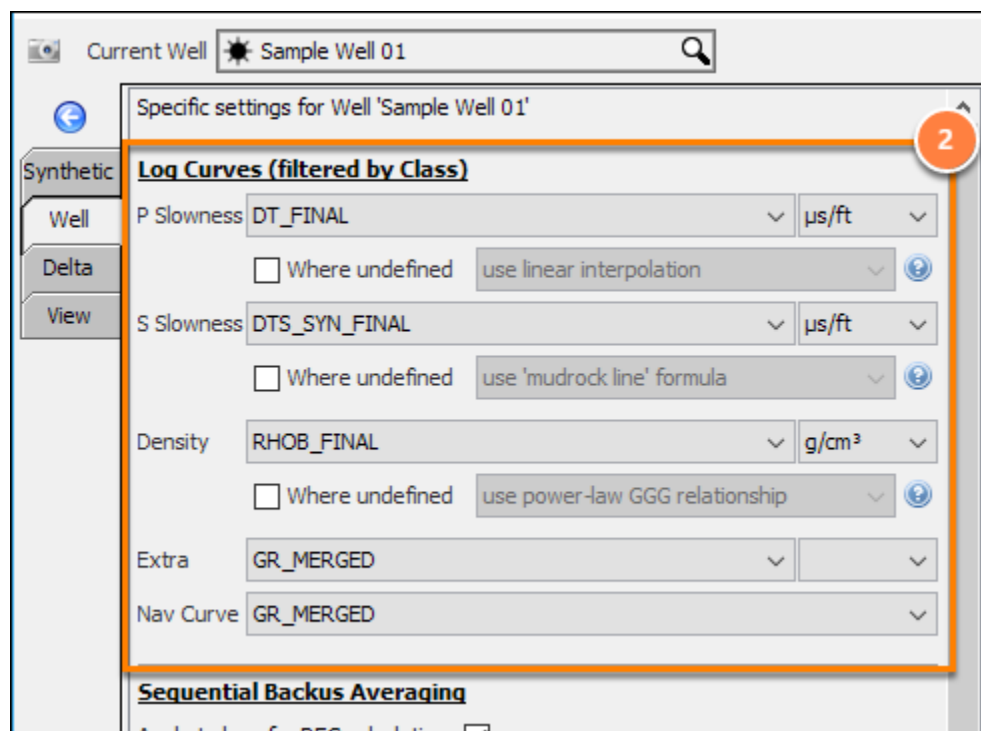 Current Well Sample Well 01
Specific settings for Well 'Sample Well 01'
2
Synthetic
Well
Delta
View
Log Curves (filtered by Class)
P Slowness DT_FINAL µs/ft
Where undefined use linear interpolation
S Slowness DTS_SYN_FINAL µs/ft
Where undefined use 'mudrock line' formula
Density RHOB_FINAL g/cm³
Where undefined use power-law GGG relationship
Extra GR_MERGED
Nav Curve GR_MERGED
Sequential Backus Averaging